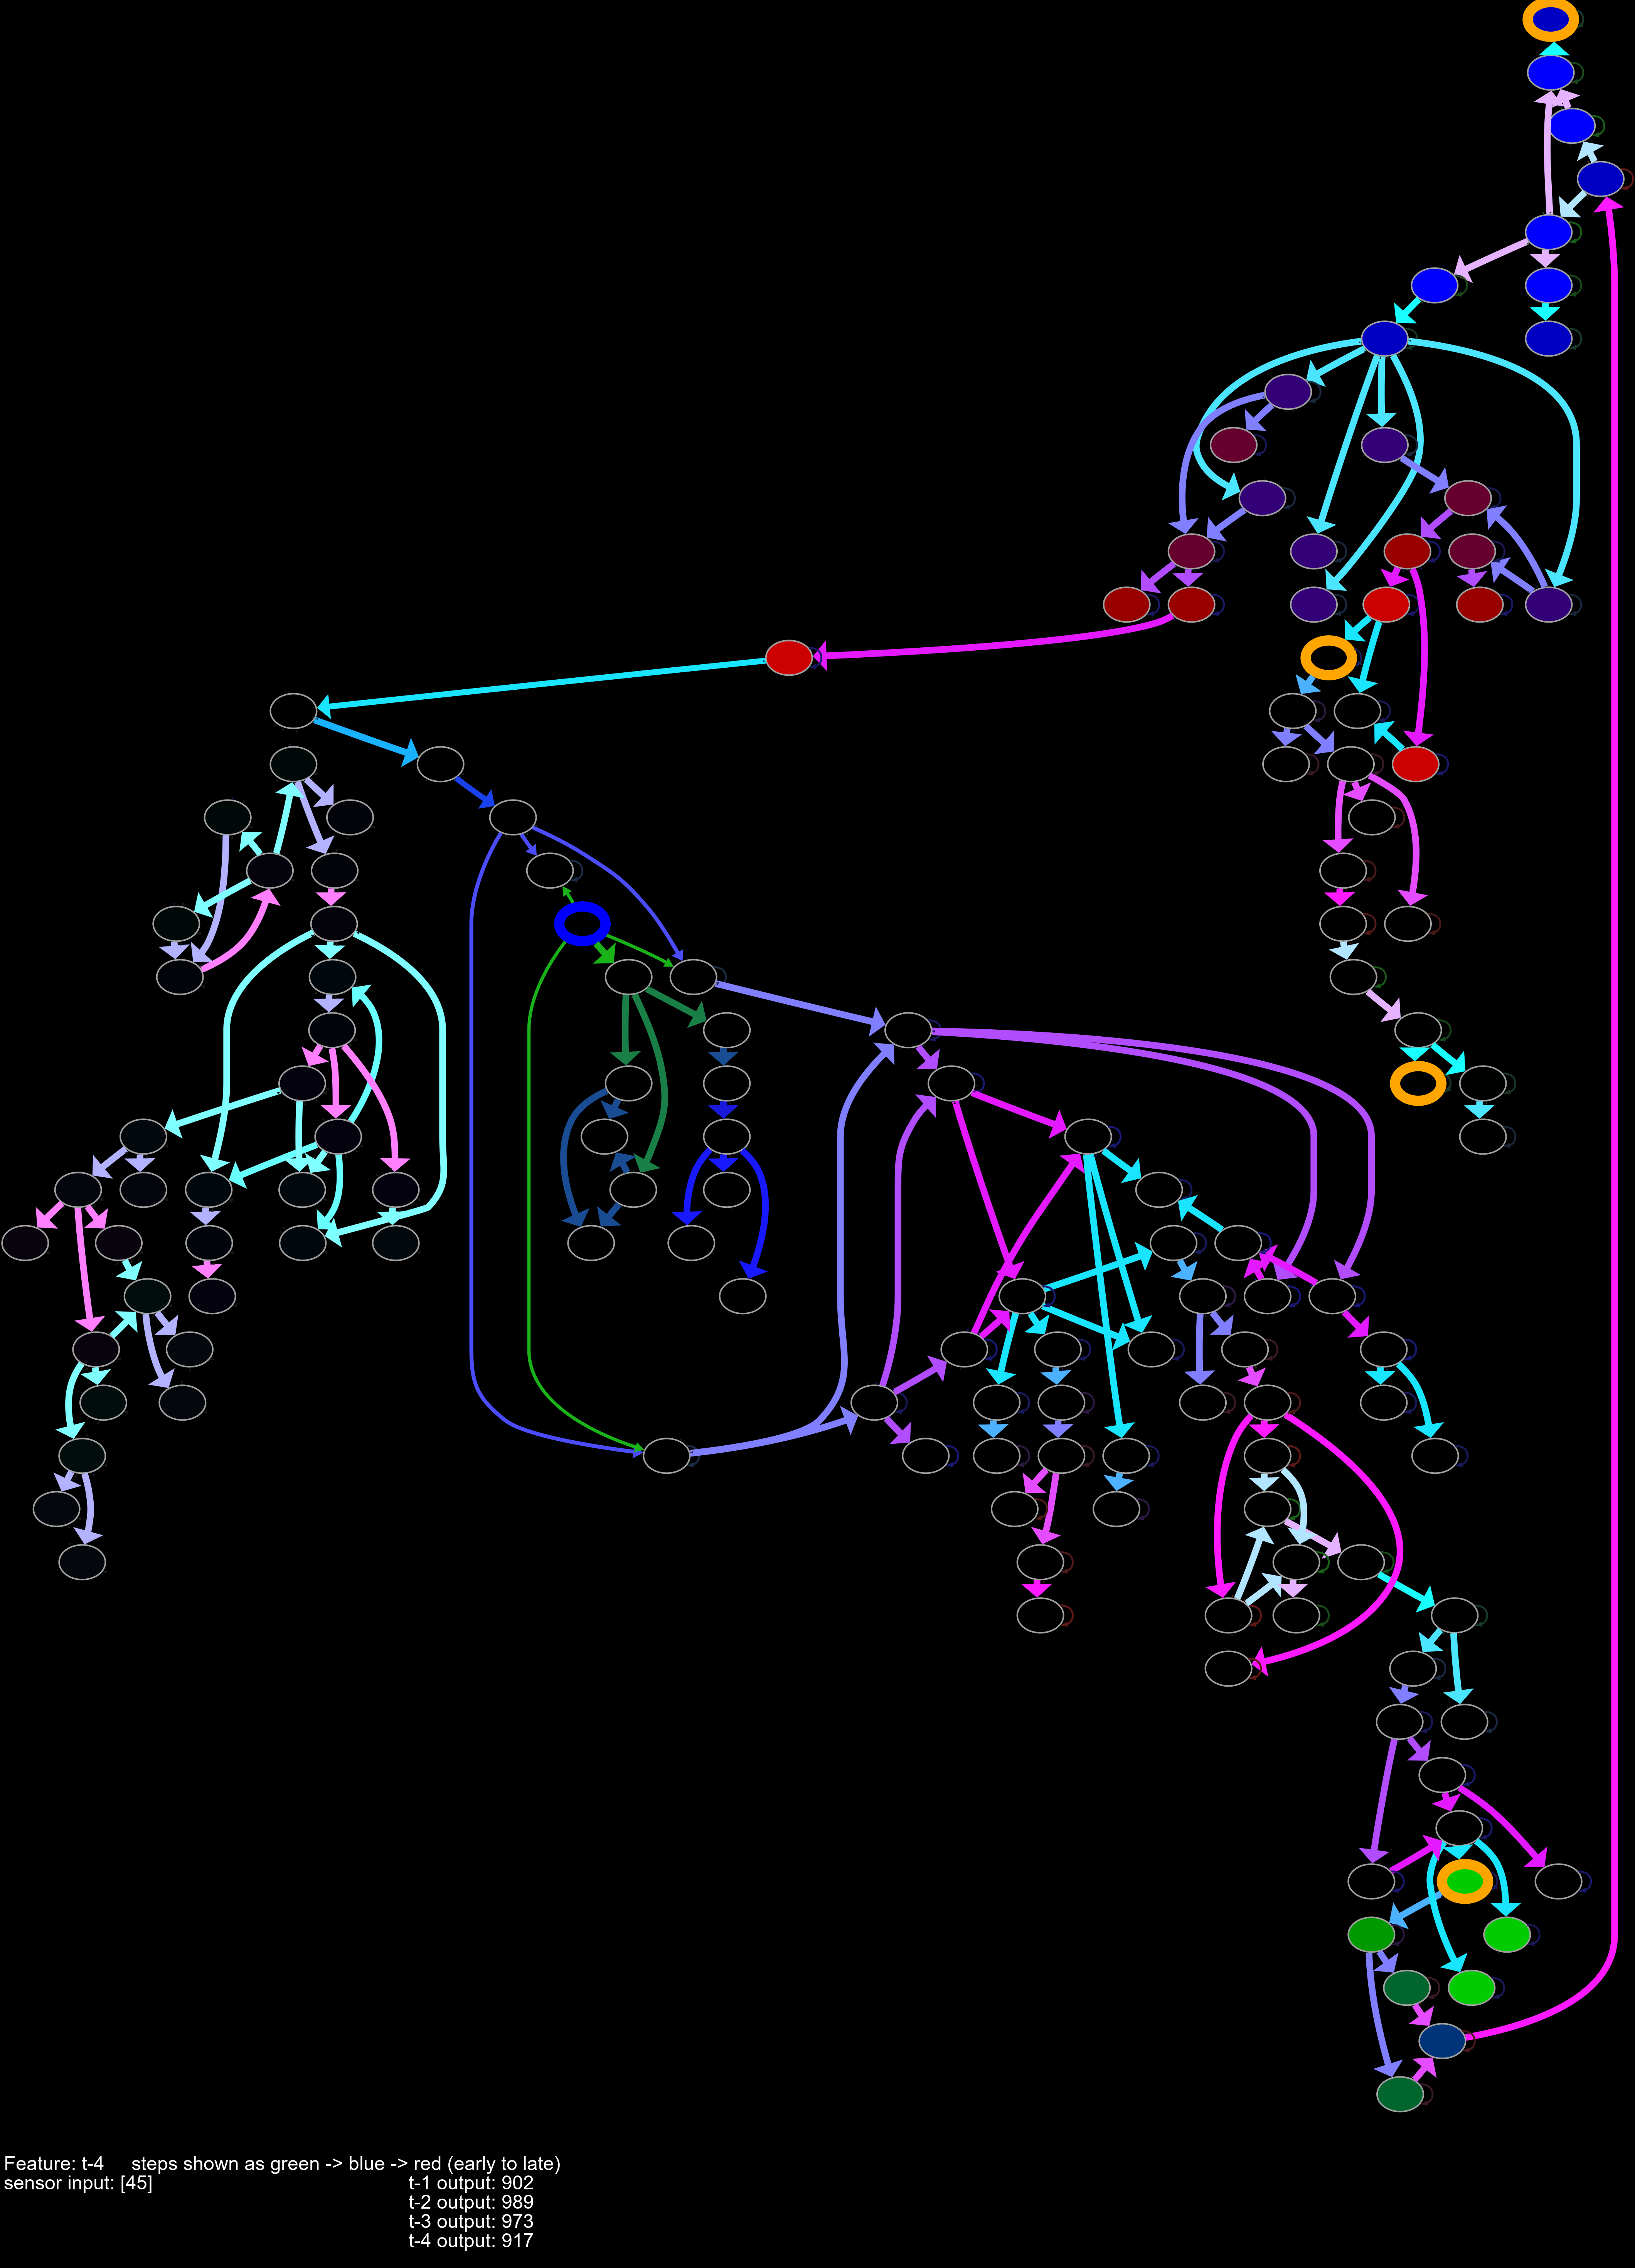 Feature: t-4 steps shown as green -> blue -> red (early to late)
sensor input: [45] t-1 output: 902
t-2 output: 989
t-3 output: 973
t-4 output: 917